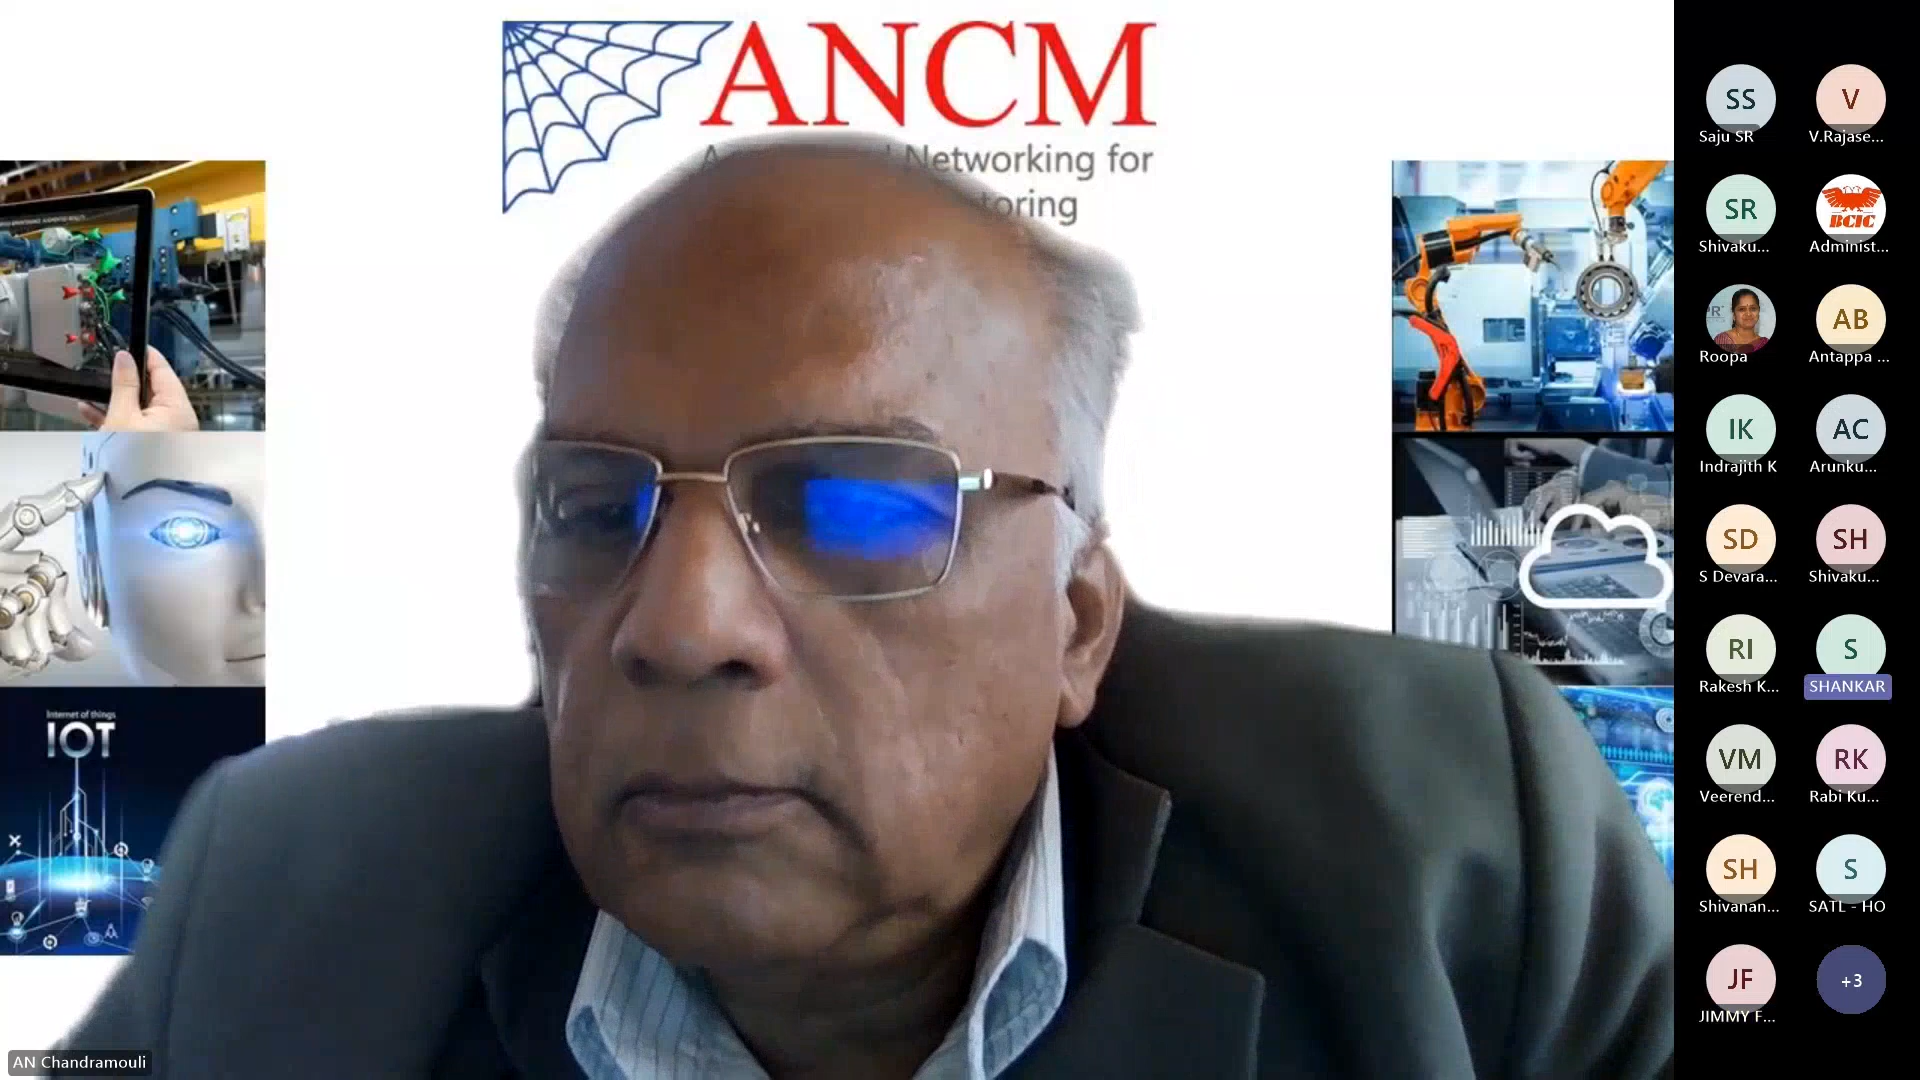 ANCM
Networking for
toring
Internet of things
IOT
AN Chandramouli
SS
Saju SR
V
V.Rajase...
SR
Shivaku...
BCIC
Administ...
PR
Roopa
AB
Antappa ...
IK
Indrajith K
AC
Arunku...
SD
S Devara...
SH
Shivaku...
RI
Rakesh K...
S
SHANKAR
VM
Veerend...
RK
Rabi Ku...
SH
Shivanan...
S
SATL - HO
JF
JIMMY F...
+3